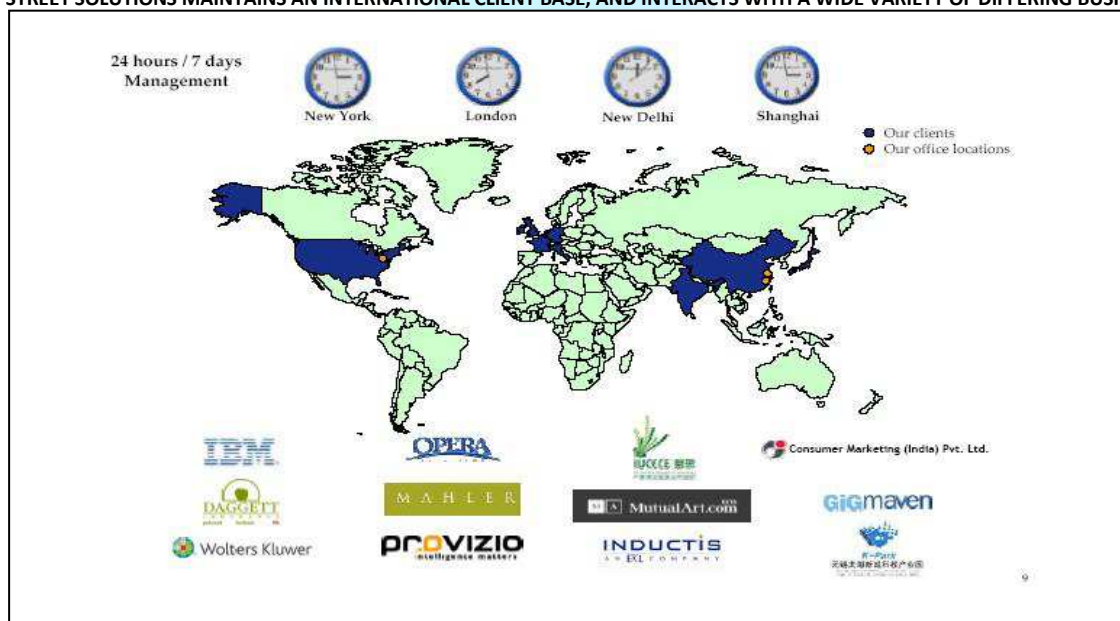 STREET SOLUTIONS MAINTAINS AN INTERNATIONAL CLIENT BASE, AND INTERACTS WITH A WIDE VARIETY OF DIFFERING BUSI
24 hours / 7 days
Management
New York
London
New Delhi
Shanghai
Our clients
Our office locations
IBM
OPERA
Consumer Marketing (India) Pvt. Ltd.
DAGGETT
MAHLER
MA MutualArt.com
GiGmaven
Wolters Kluwer
PROVIZIO
intelligence matters
INDUCTIS
AN EXL COMPANY
K-Park
9